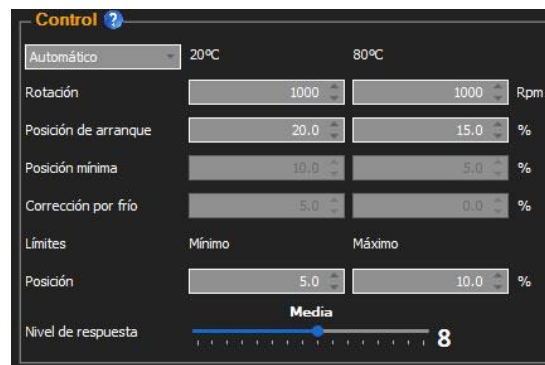 Control ?
Automático 20ºC 80ºC
Rotación 1000 1000 Rpm
Posición de arranque 20.0 15.0 %
Posición mínima 10.0 5.0 %
Corrección por frío 5.0 0.0 %
Límites Mínimo Máximo
Posición 5.0 10.0 %
Media
Nivel de respuesta 8